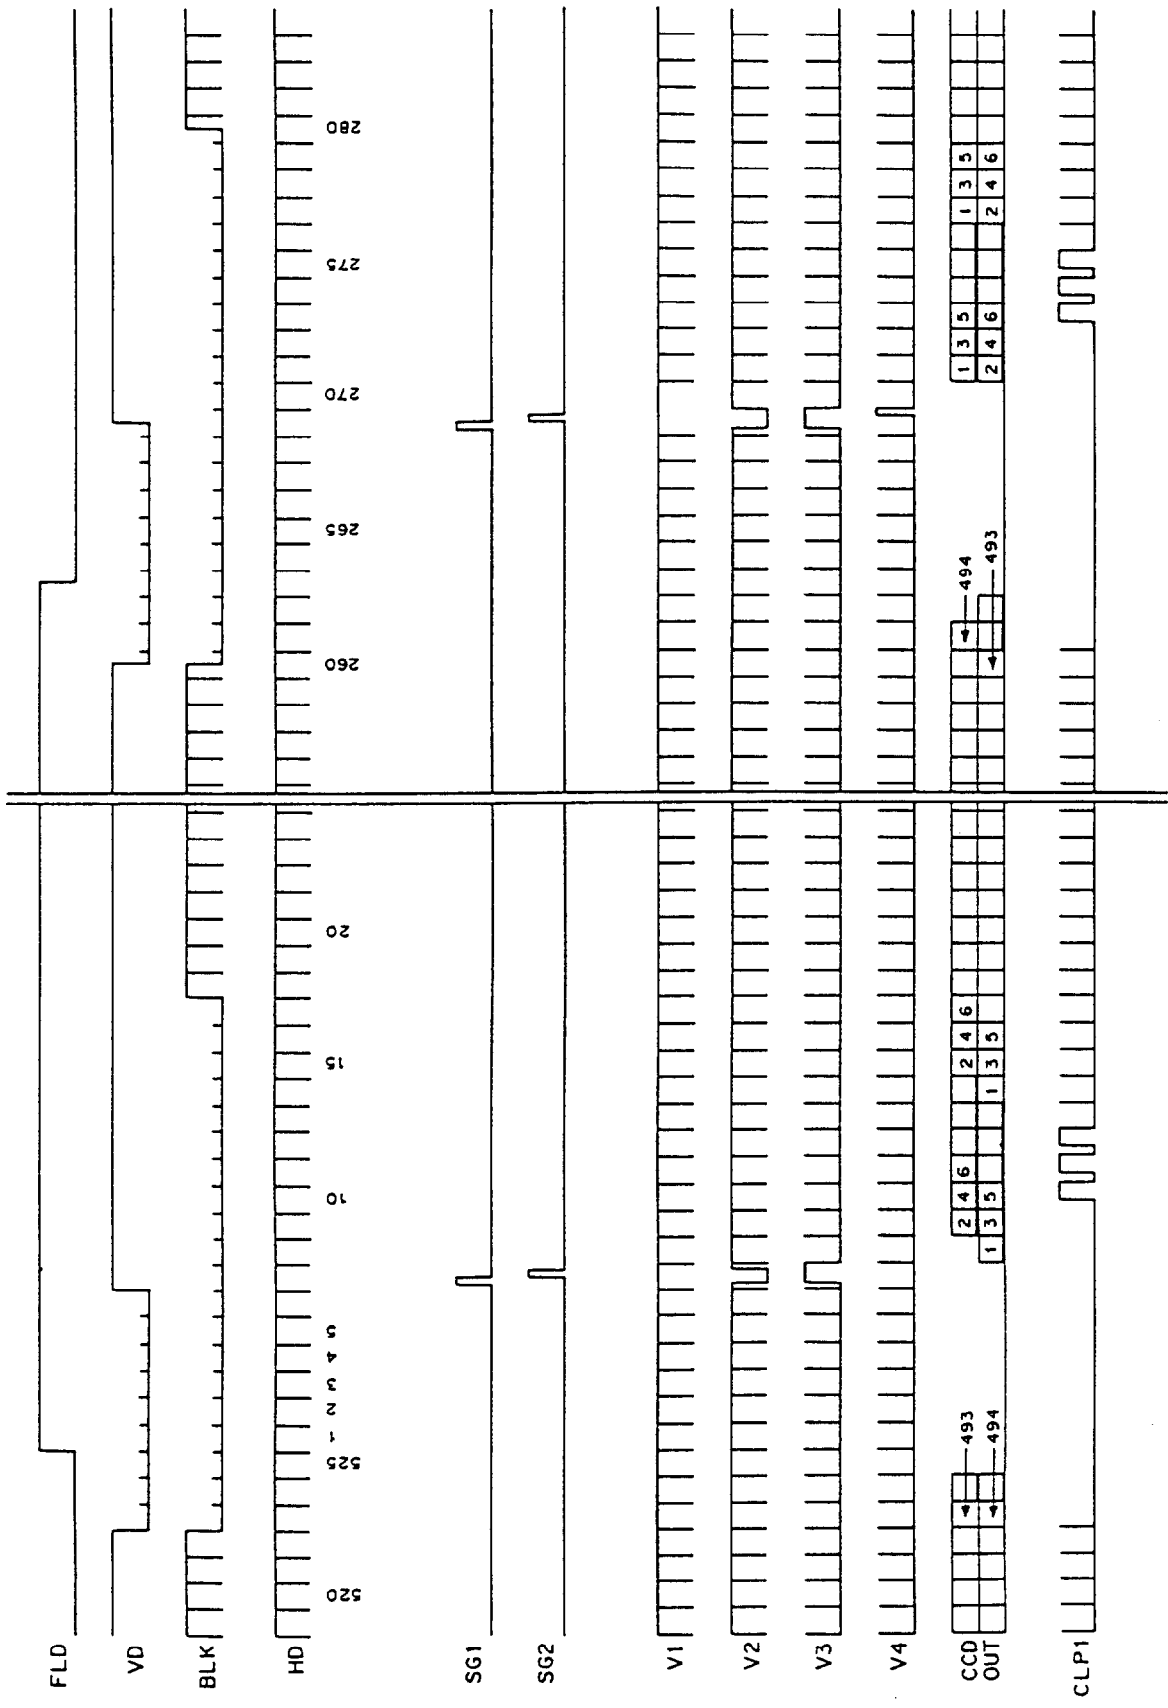 FLD
VD
BLK
HD
520 525 1 2 3 4 5 10 15 20 260 265 270 275 280
SG1
SG2
V1
V2
V3
V4
CCD 493 2 4 6 2 4 6 494 1 3 5 1 3 5
OUT 494 1 3 5 1 3 5 493 2 4 6 2 4 6
CLP1